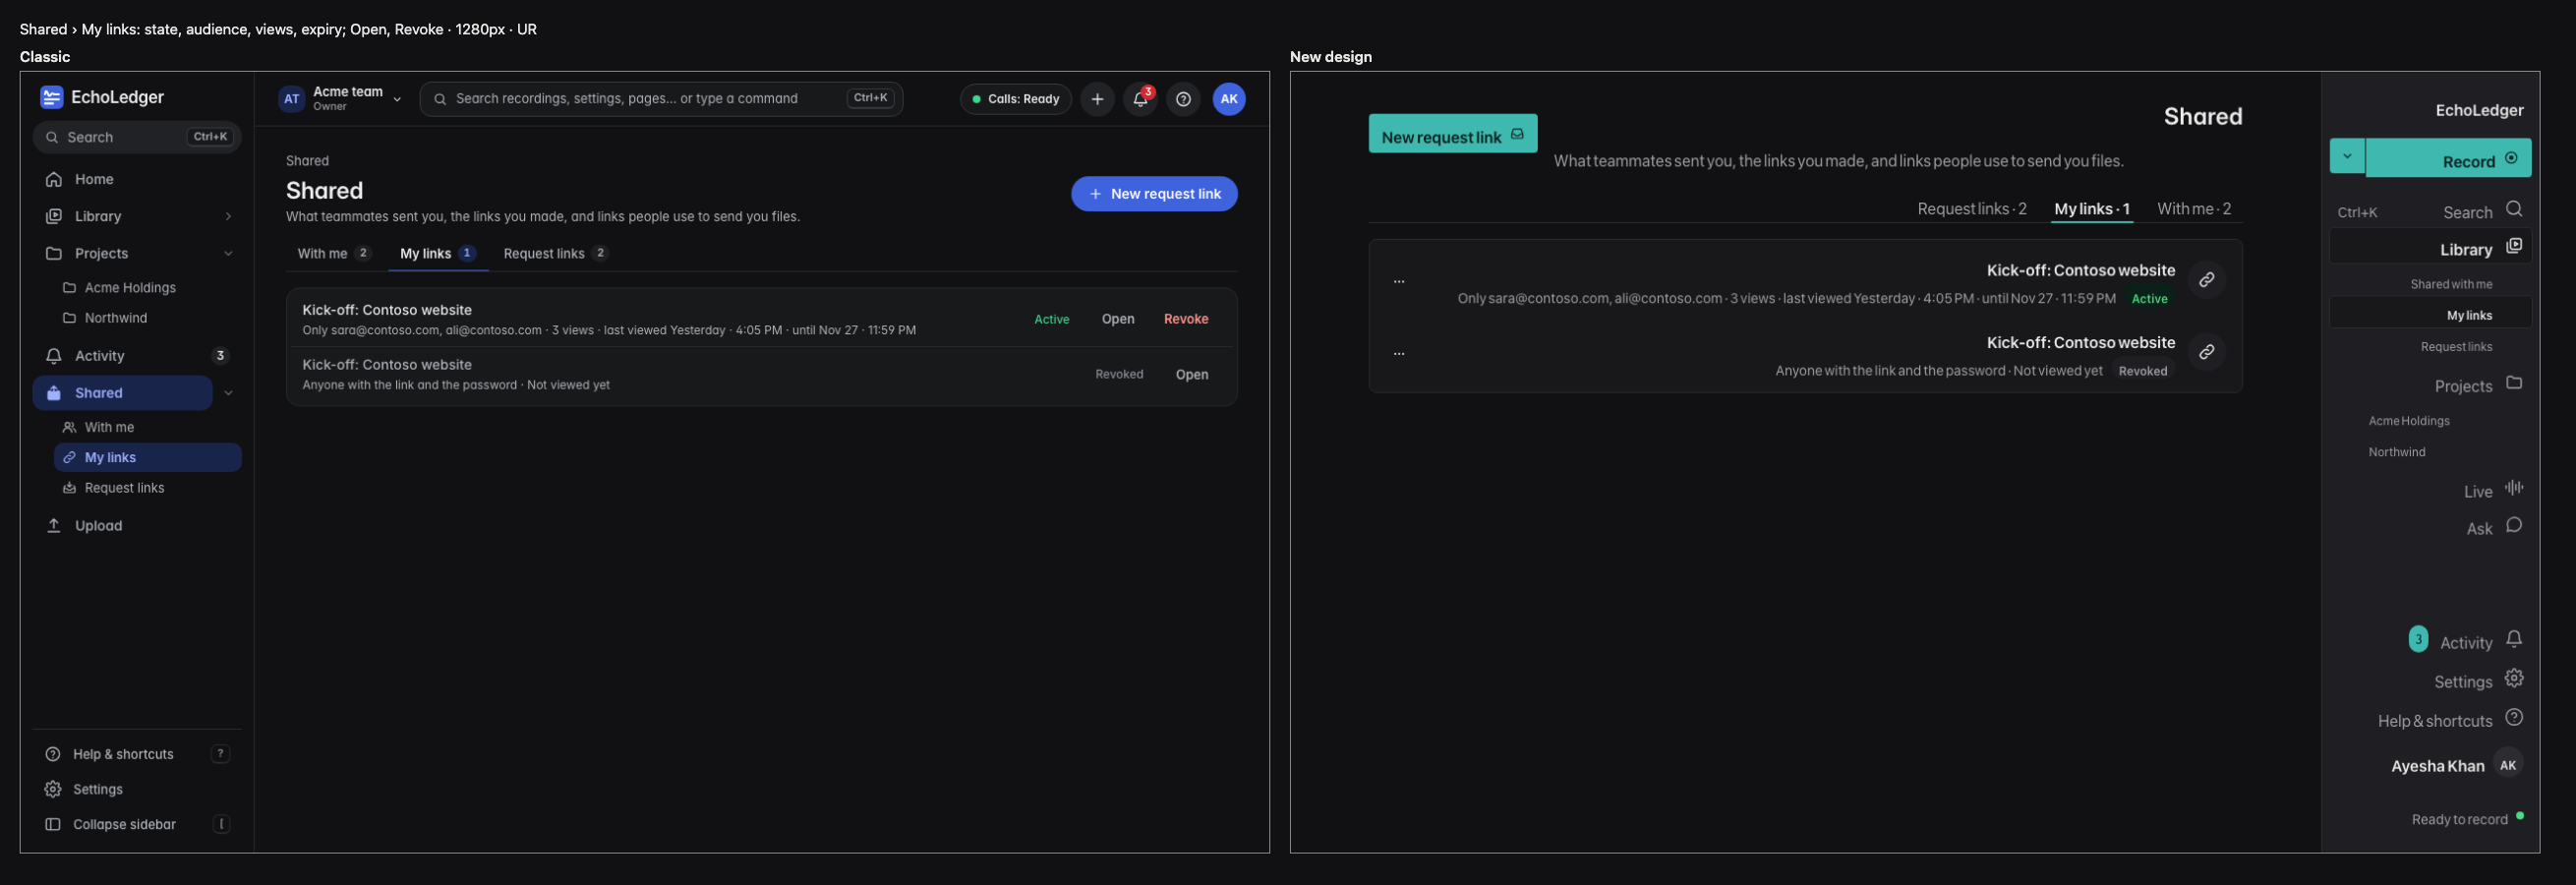 Shared › My links: state, audience, views, expiry; Open, Revoke · 1280px · UR
Classic
EchoLedger
Search Ctrl+K
Home
Library
Projects
Acme Holdings
Northwind
Activity 3
Shared
With me
My links
Request links
Upload
Help & shortcuts ?
Settings
Collapse sidebar [
AT Acme team
Owner
Search recordings, settings, pages... or type a command Ctrl+K
Calls: Ready
3
AK
Shared
Shared
What teammates sent you, the links you made, and links people use to send you files.
New request link
With me 2 My links 1 Request links 2
Kick-off: Contoso website
Only sara@contoso.com, ali@contoso.com · 3 views · last viewed Yesterday · 4:05 PM · until Nov 27 · 11:59 PM
Active Open Revoke
Kick-off: Contoso website
Anyone with the link and the password · Not viewed yet
Revoked Open
New design
Shared
New request link
What teammates sent you, the links you made, and links people use to send you files.
Request links · 2 My links · 1 With me · 2
Kick-off: Contoso website
Only sara@contoso.com, ali@contoso.com · 3 views · last viewed Yesterday · 4:05 PM · until Nov 27 · 11:59 PM Active
Kick-off: Contoso website
Anyone with the link and the password · Not viewed yet Revoked
EchoLedger
Record
Ctrl+K Search
Library
Shared with me
My links
Request links
Projects
Acme Holdings
Northwind
Live
Ask
3 Activity
Settings
Help & shortcuts
Ayesha Khan AK
Ready to record